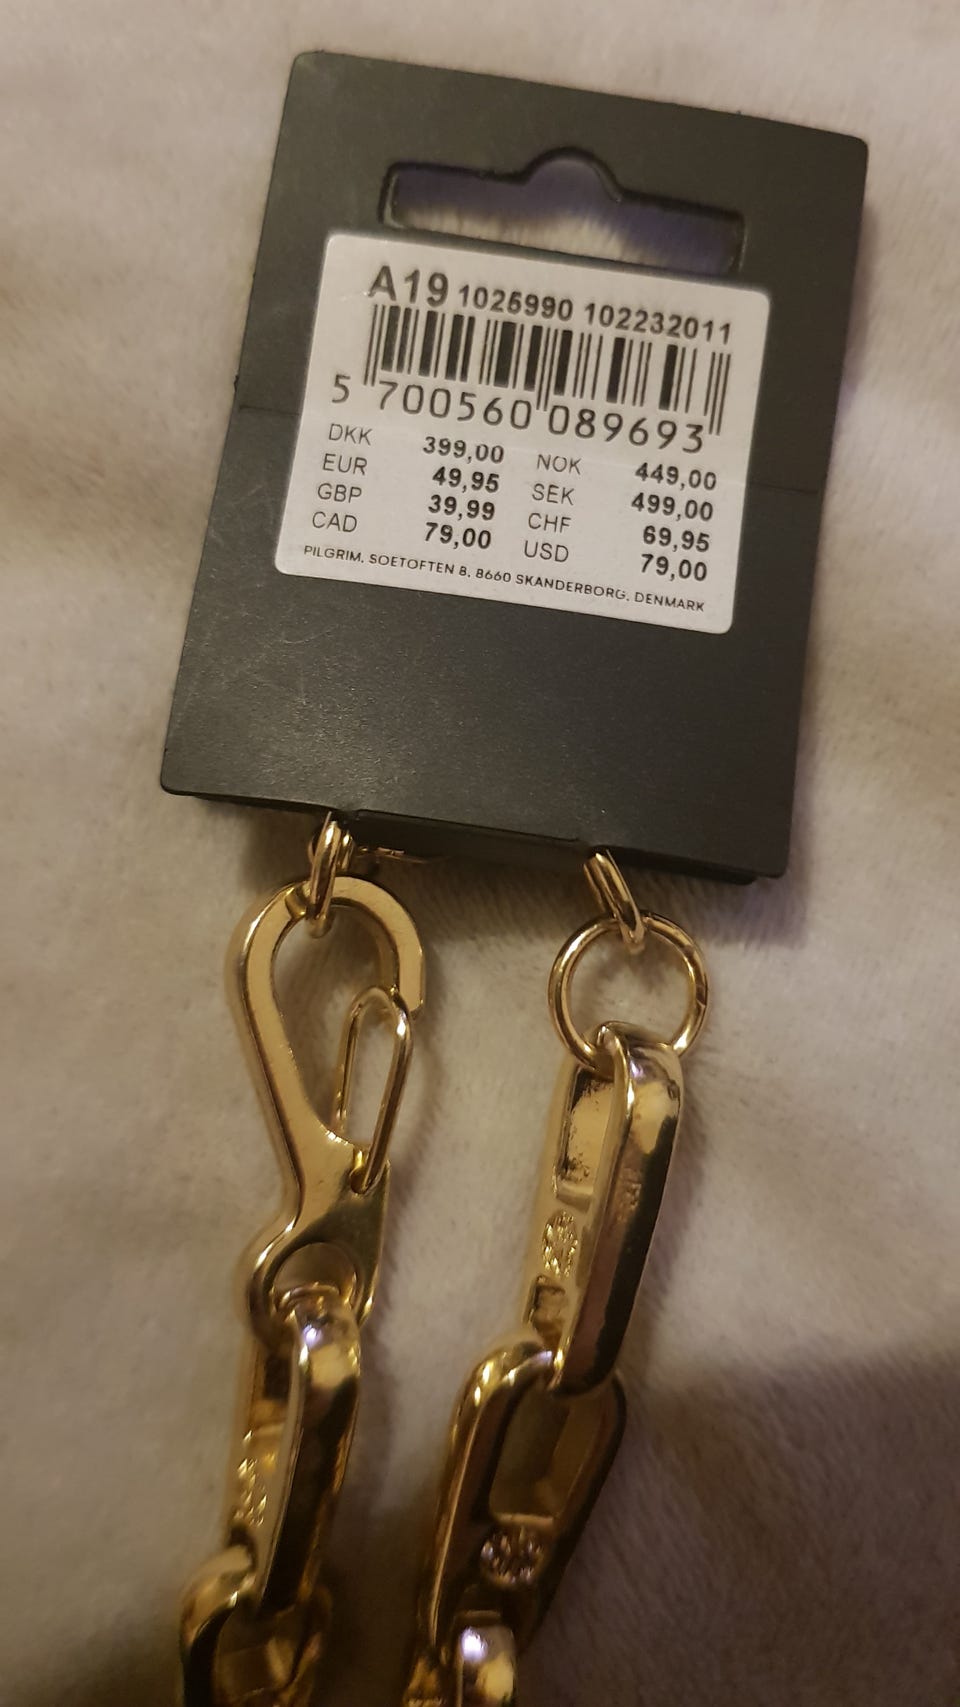 A19 1026990 102232011
5 700560 089693
DKK 399,00 NOK 449,00
EUR 49,95 SEK 499,00
GBP 39,99 CHF 69,95
CAD 79,00 USD 79,00
PILGRIM. SOETOFTEN 8. 8660 SKANDERBORG. DENMARK